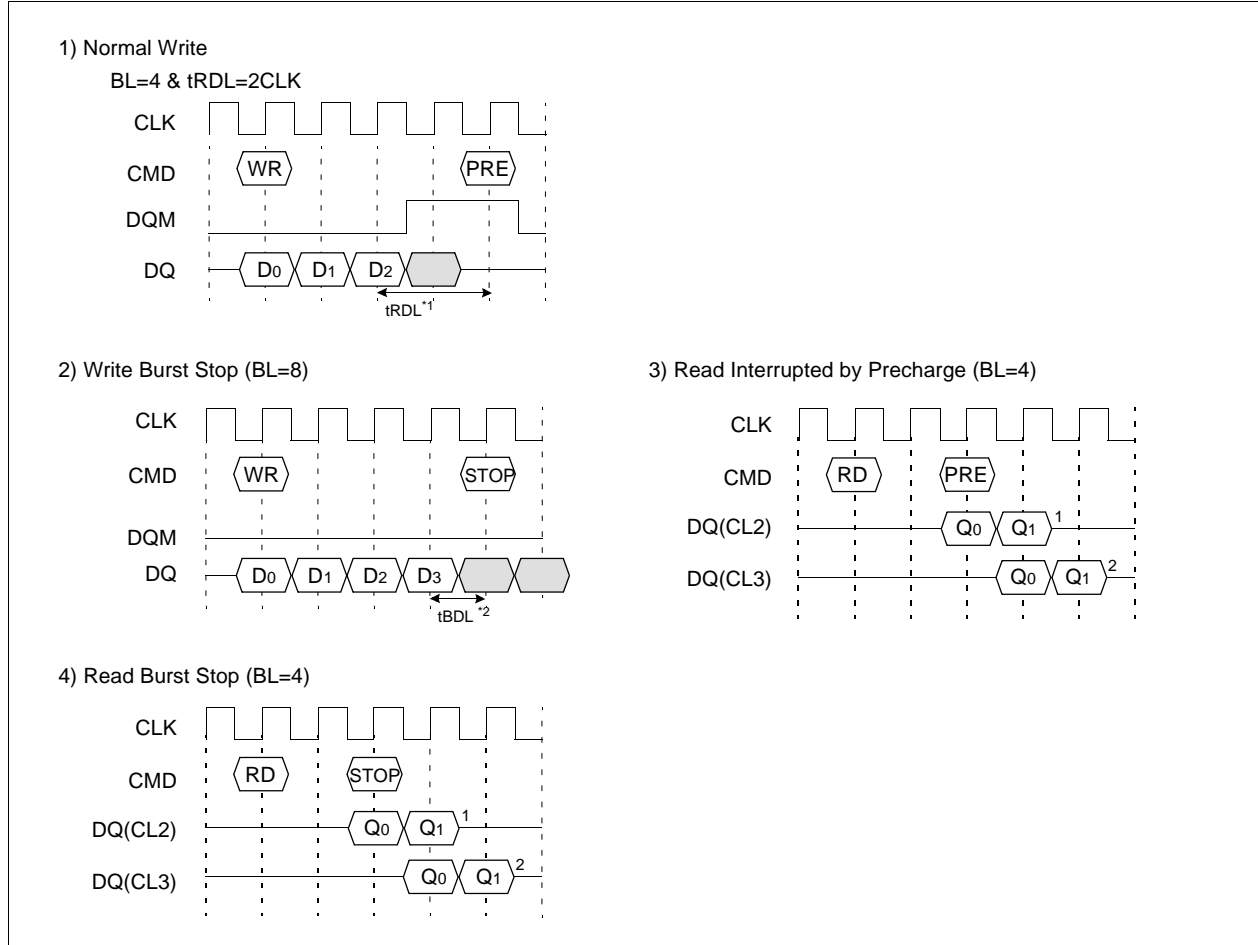 1) Normal Write
BL=4 & tRDL=2CLK
CLK
CMD WR PRE
DQM
DQ D0 D1 D2
tRDL*1
2) Write Burst Stop (BL=8)
CLK
CMD WR STOP
DQM
DQ D0 D1 D2 D3
tBDL *2
3) Read Interrupted by Precharge (BL=4)
CLK
CMD RD PRE
DQ(CL2) Q0 Q1 1
DQ(CL3) Q0 Q1 2
4) Read Burst Stop (BL=4)
CLK
CMD RD STOP
DQ(CL2) Q0 Q1 1
DQ(CL3) Q0 Q1 2